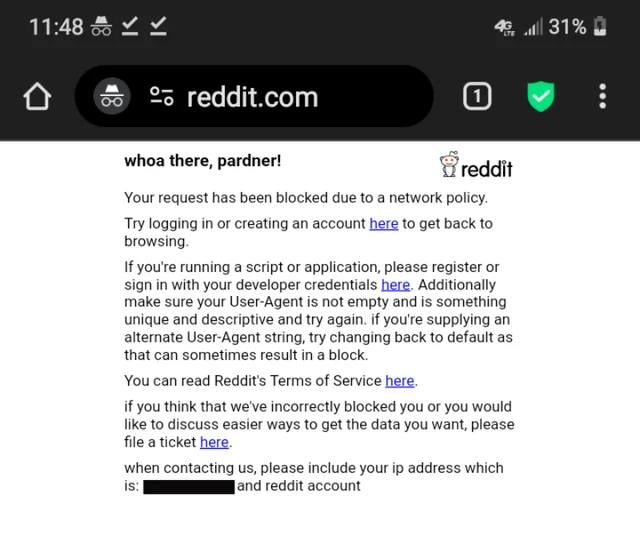 11:48
4G LTE 31%
reddit.com
1
whoa there, pardner!
reddit
Your request has been blocked due to a network policy.
Try logging in or creating an account here to get back to
browsing.
If you're running a script or application, please register or
sign in with your developer credentials here. Additionally
make sure your User-Agent is not empty and is something
unique and descriptive and try again. if you're supplying an
alternate User-Agent string, try changing back to default as
that can sometimes result in a block.
You can read Reddit's Terms of Service here.
if you think that we've incorrectly blocked you or you would
like to discuss easier ways to get the data you want, please
file a ticket here.
when contacting us, please include your ip address which
is: and reddit account